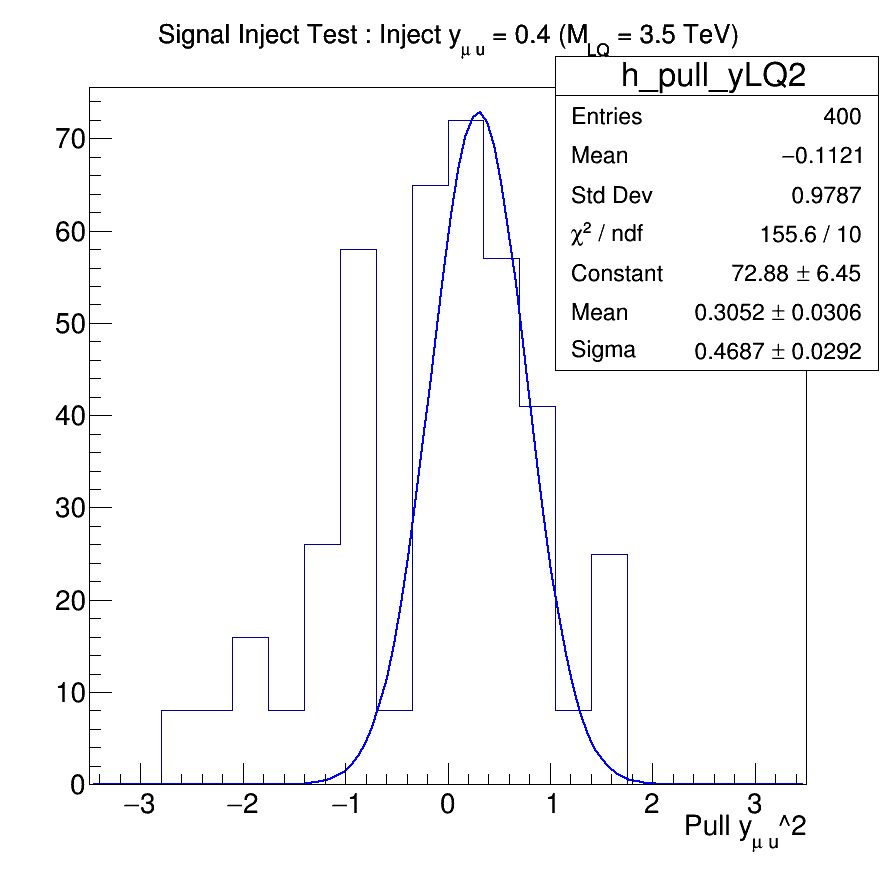 Signal Inject Test : Inject y_μ u = 0.4 (M_LQ = 3.5 TeV)
h_pull_yLQ2
Entries 400
Mean −0.1121
Std Dev 0.9787
χ² / ndf 155.6 / 10
Constant 72.88 ± 6.45
Mean 0.3052 ± 0.0306
Sigma 0.4687 ± 0.0292
70
60
50
40
30
20
10
0
−3 −2 −1 0 1 2 3
Pull y_μ u^2